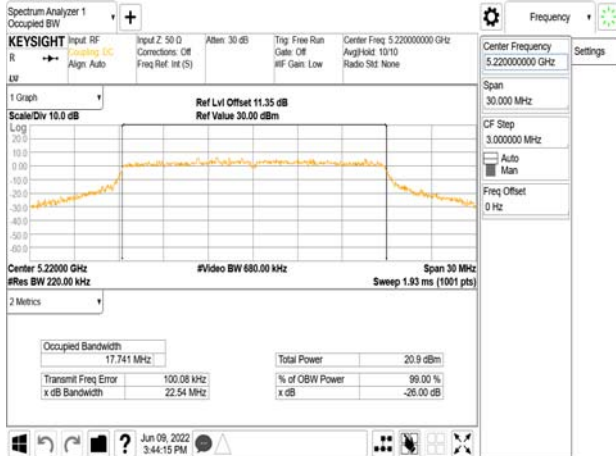 Spectrum Analyzer 1
Occupied BW
KEYSIGHT
R
LU
Input: RF
Coupling: DC
Align: Auto
Input Z: 50 Ω
Corrections: Off
Freq Ref: Int (S)
Atten: 30 dB
Trig: Free Run
Gate: Off
#IF Gain: Low
Center Freq: 5.220000000 GHz
Avg|Hold: 10/10
Radio Std: None
1 Graph
Scale/Div 10.0 dB
Ref Lvl Offset 11.35 dB
Ref Value 30.00 dBm
Log
20.0
10.0
0.00
-10.0
-20.0
-30.0
-40.0
-50.0
-60.0
Center 5.22000 GHz
#Res BW 220.00 kHz
#Video BW 680.00 kHz
Span 30 MHz
Sweep 1.93 ms (1001 pts)
2 Metrics
Occupied Bandwidth
17.741 MHz
Transmit Freq Error 100.08 kHz
x dB Bandwidth 22.54 MHz
Total Power 20.9 dBm
% of OBW Power 99.00 %
x dB -26.00 dB
Jun 09, 2022
3:44:15 PM
Frequency
Settings
Center Frequency
5.220000000 GHz
Span
30.000 MHz
CF Step
3.000000 MHz
Auto
Man
Freq Offset
0 Hz